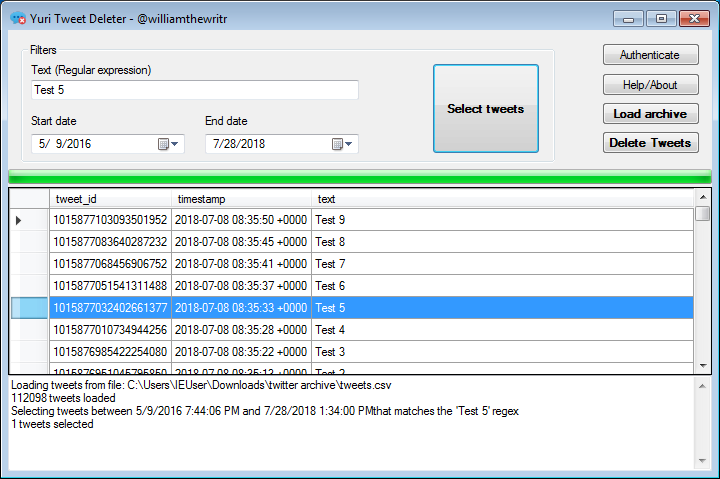 Yuri Tweet Deleter - @williamthewritr
Filters
Text (Regular expression)
Test 5
Start date
End date
5/ 9/2016
7/28/2018
Select tweets
Authenticate
Help/About
Load archive
Delete Tweets
tweet_id timestamp text
1015877103093501952 2018-07-08 08:35:50 +0000 Test 9
1015877083640287232 2018-07-08 08:35:45 +0000 Test 8
1015877068456906752 2018-07-08 08:35:41 +0000 Test 7
1015877051541311488 2018-07-08 08:35:37 +0000 Test 6
1015877032402661377 2018-07-08 08:35:33 +0000 Test 5
1015877010734944256 2018-07-08 08:35:28 +0000 Test 4
1015876985422254080 2018-07-08 08:35:22 +0000 Test 3
1015876951045795850 2018-07-08 08:35:13 +0000 Test 2
Loading tweets from file: C:\Users\IEUser\Downloads\twitter archive\tweets.csv
112098 tweets loaded
Selecting tweets between 5/9/2016 7:44:06 PM and 7/28/2018 1:34:00 PMthat matches the 'Test 5' regex
1 tweets selected